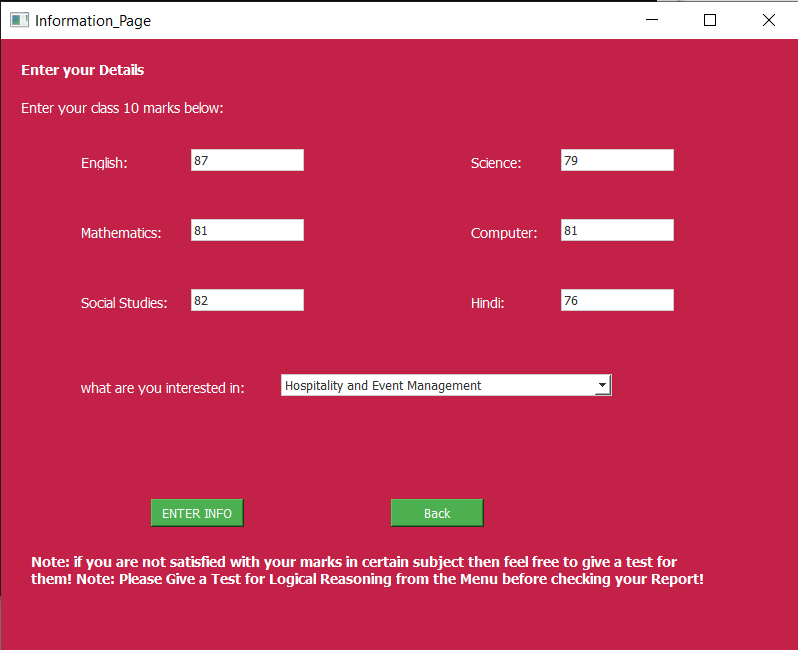 Information_Page
Enter your Details
Enter your class 10 marks below:
English: 87 Science: 79
Mathematics: 81 Computer: 81
Social Studies: 82 Hindi: 76
what are you interested in: Hospitality and Event Management
ENTER INFO Back
Note: if you are not satisfied with your marks in certain subject then feel free to give a test for
them! Note: Please Give a Test for Logical Reasoning from the Menu before checking your Report!